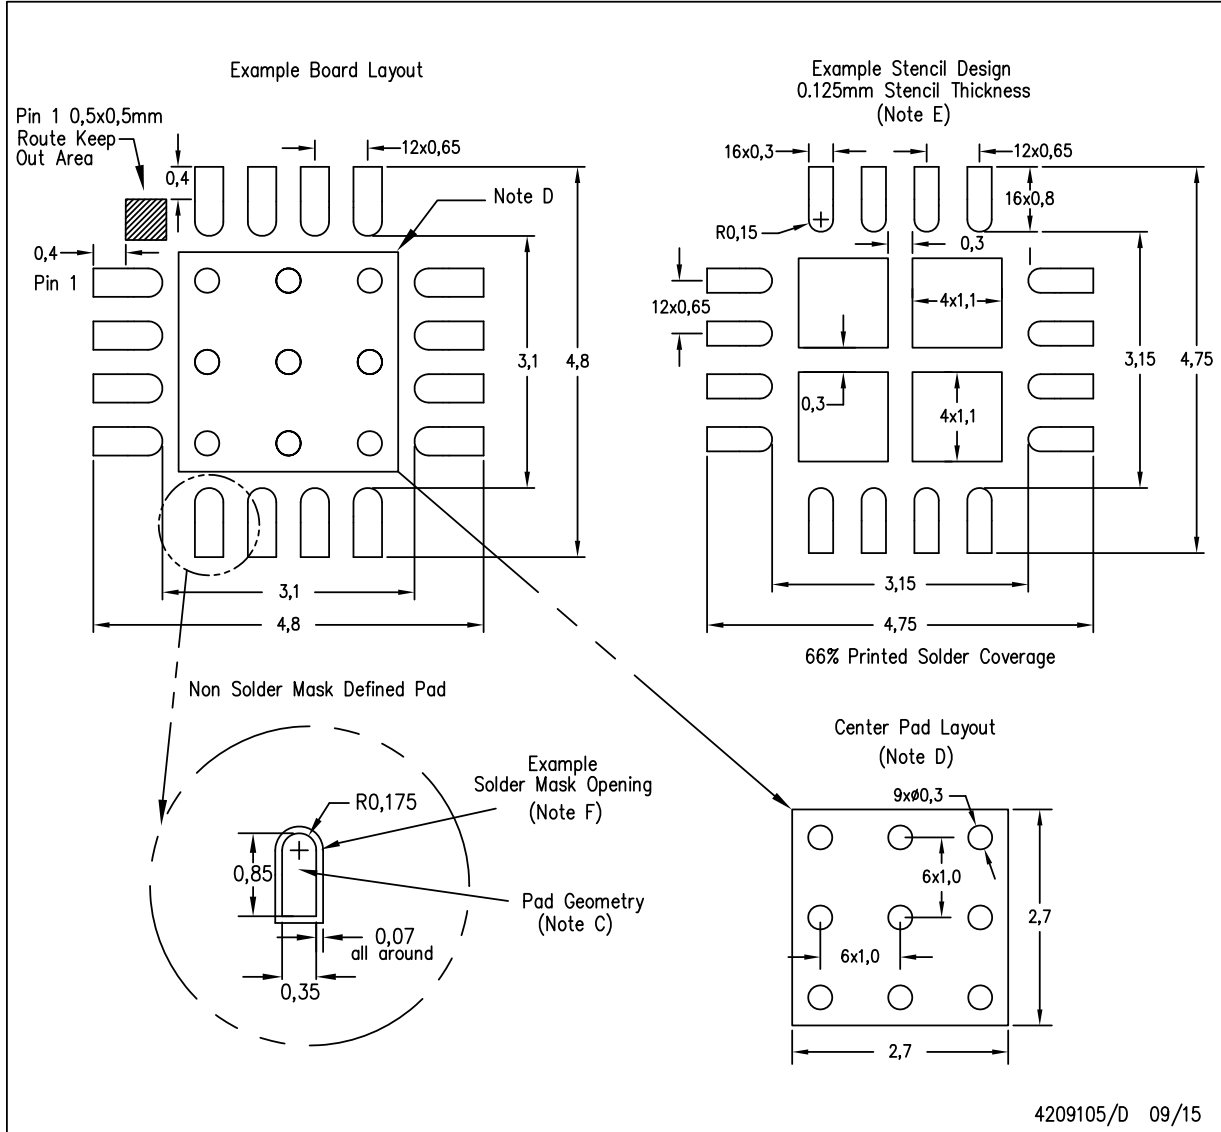 Example Board Layout
Pin 1 0,5x0,5mm
Route Keep
Out Area
0,4
12x0,65
Note D
0,4
Pin 1
3,1
4,8
3,1
4,8
Example Stencil Design
0.125mm Stencil Thickness
(Note E)
16x0,3
12x0,65
16x0,8
R0,15
0,3
12x0,65
4x1,1
3,15
4,75
0,3
4x1,1
3,15
4,75
66% Printed Solder Coverage
Non Solder Mask Defined Pad
Example
Solder Mask Opening
(Note F)
R0,175
0,85
Pad Geometry
(Note C)
0,07
all around
0,35
Center Pad Layout
(Note D)
9xø0,3
6x1,0
2,7
6x1,0
2,7
4209105/D 09/15